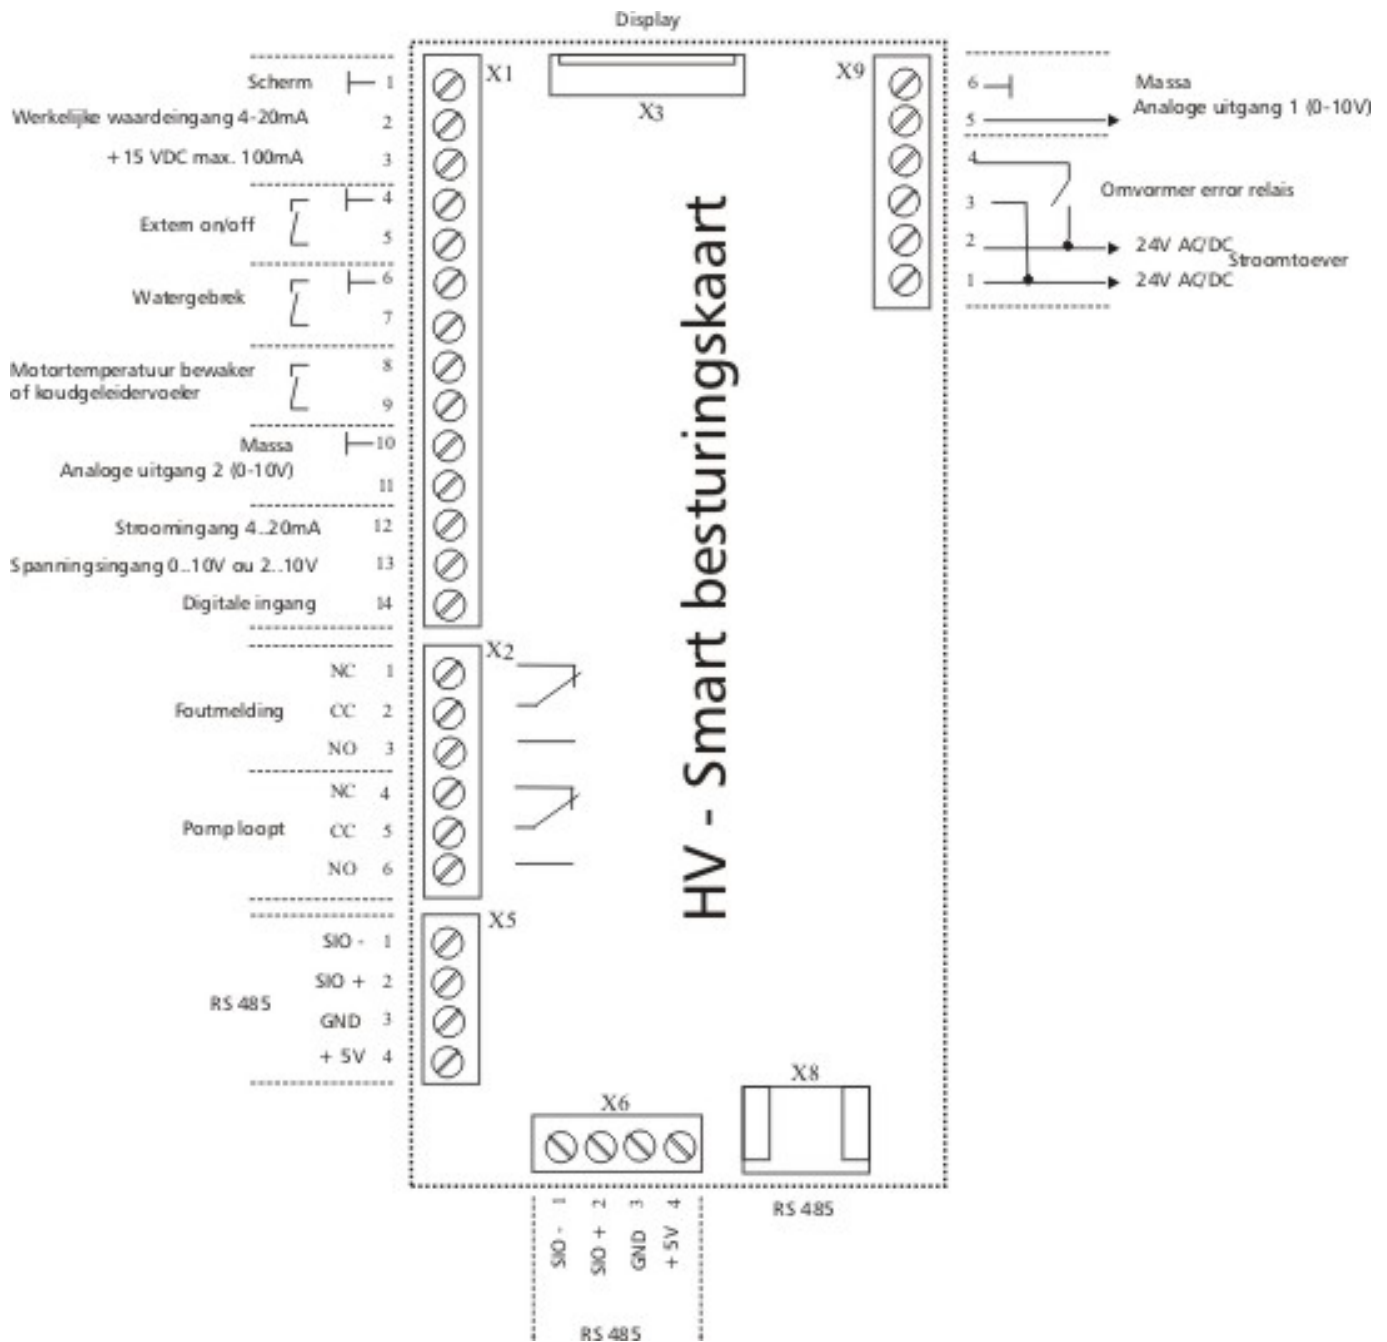 Display
X1
X3
X9
Scherm 1
Werkelijke waardeingang 4-20mA 2
+15 VDC max. 100mA 3
4
Extern on/off
5
6
Watergebrek
7
8
Motortemperatuur bewaker
of koudgeleidervoeler
9
Massa 10
Analoge uitgang 2 (0-10V)
11
Stroomingang 4..20mA 12
Spanningsingang 0..10V ou 2..10V 13
Digitale ingang 14
6 Massa
5 Analoge uitgang 1 (0-10V)
4
Omvormer error relais
3
2 24V AC/DC
Stroomtoever
1 24V AC/DC
HV - Smart besturingskaart
X2
NC 1
Foutmelding CC 2
NO 3
NC 4
Pomp loopt CC 5
NO 6
X5
SIO - 1
SIO + 2
RS 485
GND 3
+ 5V 4
X6
X8
1 2 3 4
SIO - SIO + GND + 5V
RS 485
RS 485